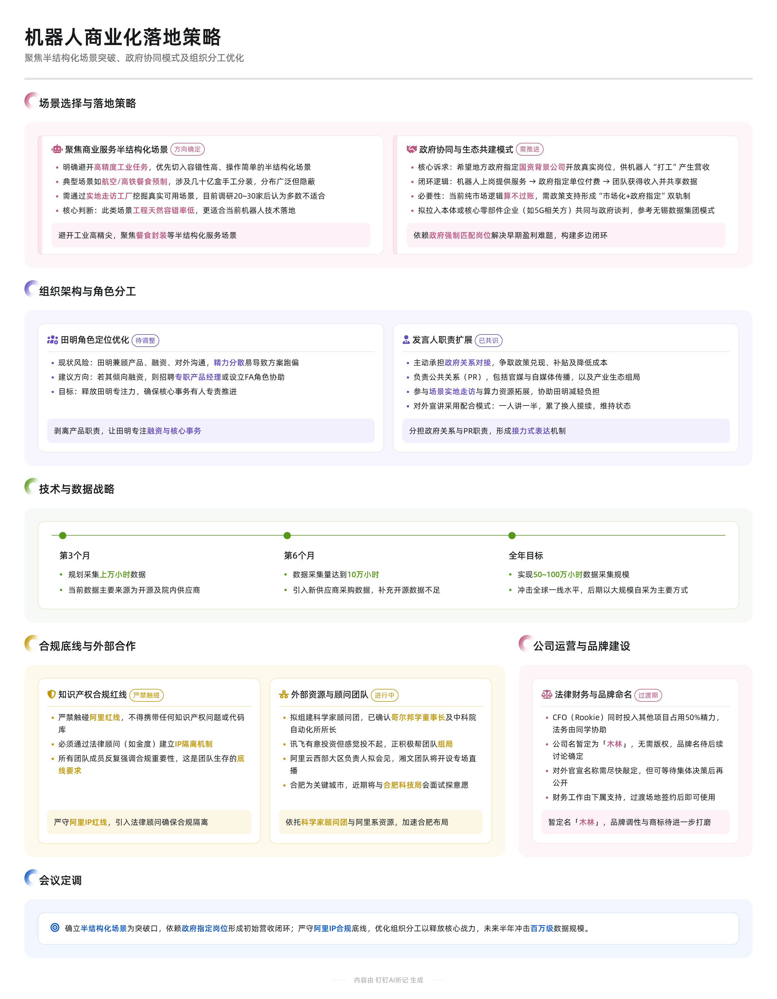 机器人商业化落地策略
聚焦半结构化场景突破、政府协同模式及组织分工优化
场景选择与落地策略
聚焦商业服务半结构化场景 方向确定
明确避开高精度工业任务，优先切入容错性高、操作简单的半结构化场景
典型场景如航空/高铁餐食预制，涉及几十亿盒手工分装，分布广泛但隐蔽
需通过实地走访工厂挖掘真实可用场景，目前调研20~30家后认为多数不适合
核心判断：此类场景工程天然容错率低，更适合当前机器人技术落地
避开工业高精尖，聚焦餐食封装等半结构化服务场景
政府协同与生态共建模式 需推进
核心诉求：希望地方政府指定国资背景公司开放真实岗位，供机器人“打工”产生营收
闭环逻辑：机器人上岗提供服务 → 政府指定单位付费 → 团队获得收入并共享数据
必要性：当前纯市场逻辑算不过账，需政策支持形成“市场化+政府指定”双轨制
拟拉入本体或核心零部件企业（如5G相关方）共同与政府谈判，参考无锡数据集团模式
依赖政府强制匹配岗位解决早期盈利难题，构建多边闭环
组织架构与角色分工
田明角色定位优化 待调整
现状风险：田明兼顾产品、融资、对外沟通，精力分散易导致方案跑偏
建议方向：若其倾向融资，则招聘专职产品经理或设立FA角色协助
目标：释放田明专注力，确保核心事务有人专责推进
剥离产品职责，让田明专注融资与核心事务
发言人职责扩展 已共识
主动承担政府关系对接，争取政策兑现、补贴及降低成本
负责公共关系（PR），包括官媒与自媒体传播，以及产业生态组局
参与场景实地走访与算力资源拓展，协助田明减轻负担
对外宣讲采用配合模式：一人讲一半，累了换人接续，维持状态
分担政府关系与PR职责，形成接力式表达机制
技术与数据战略
第3个月
规划采集上万小时数据
当前数据主要来源为开源及院内供应商
第6个月
数据采集量达到10万小时
引入新供应商采购数据，补充开源数据不足
全年目标
实现50~100万小时数据采集规模
冲击全球一线水平，后期以大规模自采为主要方式
合规底线与外部合作
知识产权合规红线 严禁触碰
严禁触碰阿里红线，不得携带任何知识产权问题或代码
库
必须通过法律顾问（如金度）建立IP隔离机制
所有团队成员反复强调合规重要性，这是团队生存的底
线要求
严守阿里IP红线，引入法律顾问确保合规隔离
外部资源与顾问团队 进行中
拟组建科学家顾问团，已确认哥尔邦学董事长及中科院
自动化所所长
讯飞有意投资但感觉投不起，正积极帮团队组局
阿里云西部大区负责人拟会见，湘文团队将开设专场直
播
合肥为关键城市，近期将与合肥科技局会面试探意愿
依托科学家顾问团与阿里系资源，加速合肥布局
公司运营与品牌建设
法律财务与品牌命名 过渡期
CFO（Rookie）同时投入其他项目占用50%精力，
法务由同学协助
公司名暂定为「木林」，无需版权，品牌名待后续
讨论确定
对外官宣名称需尽快敲定，但可等待集体决策后再
公开
财务工作由下属支持，过渡场地签约后即可使用
暂定名「木林」，品牌调性与商标待进一步打磨
会议定调
确立半结构化场景为突破口，依赖政府指定岗位形成初始营收闭环；严守阿里IP合规底线，优化组织分工以释放核心战力，未来半年冲击百万级数据规模。
内容由 钉钉AI听记 生成